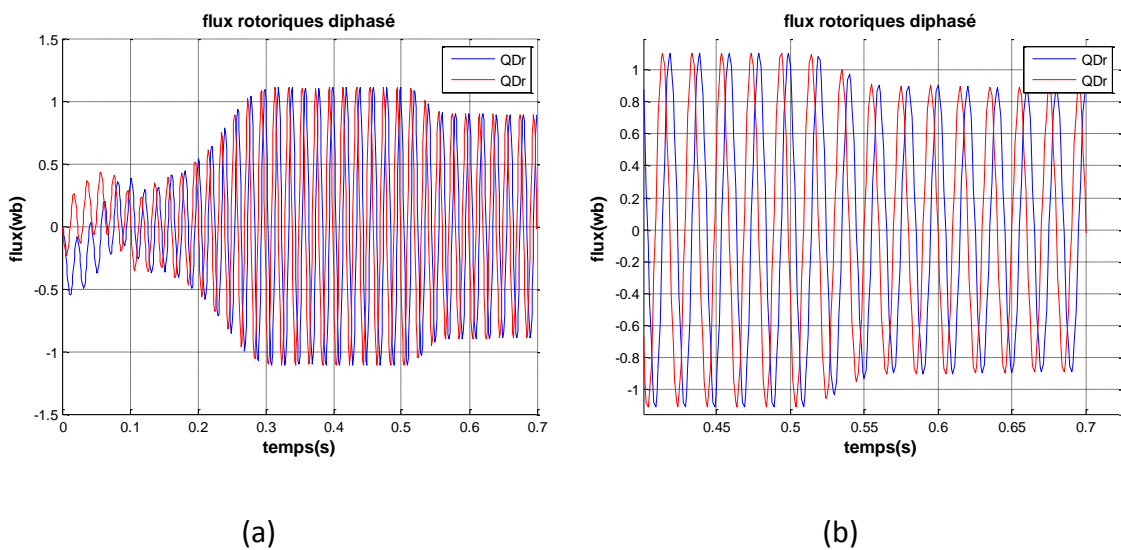 flux rotoriques diphasé
1.5
1
0.5
0
-0.5
-1
-1.5
flux(wb)
0 0.1 0.2 0.3 0.4 0.5 0.6 0.7
temps(s)
QDr
QDr
(a)
flux rotoriques diphasé
1
0.8
0.6
0.4
0.2
0
-0.2
-0.4
-0.6
-0.8
-1
flux(wb)
0.45 0.5 0.55 0.6 0.65 0.7
temps(s)
QDr
QDr
(b)